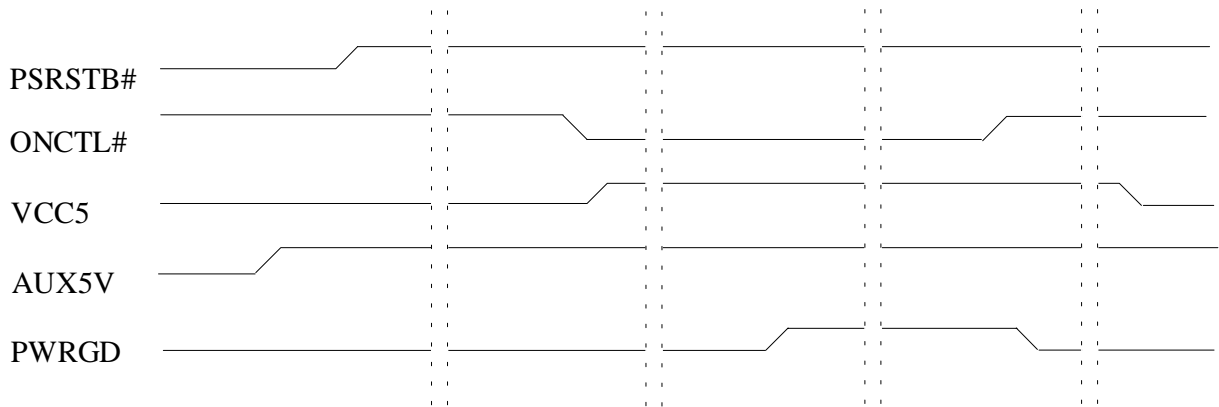 PSRSTB#
ONCTL#
VCC5
AUX5V
PWRGD